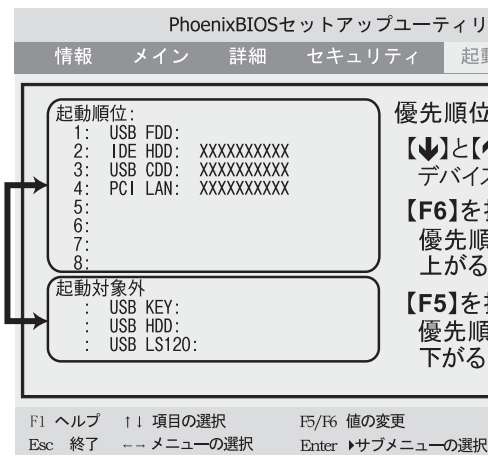 PhoenixBIOSセットアップユーティリ
情報 メイン 詳細 セキュリティ 起動
起動順位:
1: USB FDD:
2: IDE HDD: XXXXXXXXXX
3: USB CDD: XXXXXXXXXX
4: PCI LAN: XXXXXXXXXX
5:
6:
7:
8:
起動対象外
: USB KEY:
: USB HDD:
: USB LS120:
優先順位
【↓】と【↑
デバイス
【F6】を押
優先順
上がる
【F5】を押
優先順
下がる
F1 ヘルプ ↑↓ 項目の選択 F5/F6 値の変更
Esc 終了 ←→ メニューの選択 Enter ▶サブメニューの選択